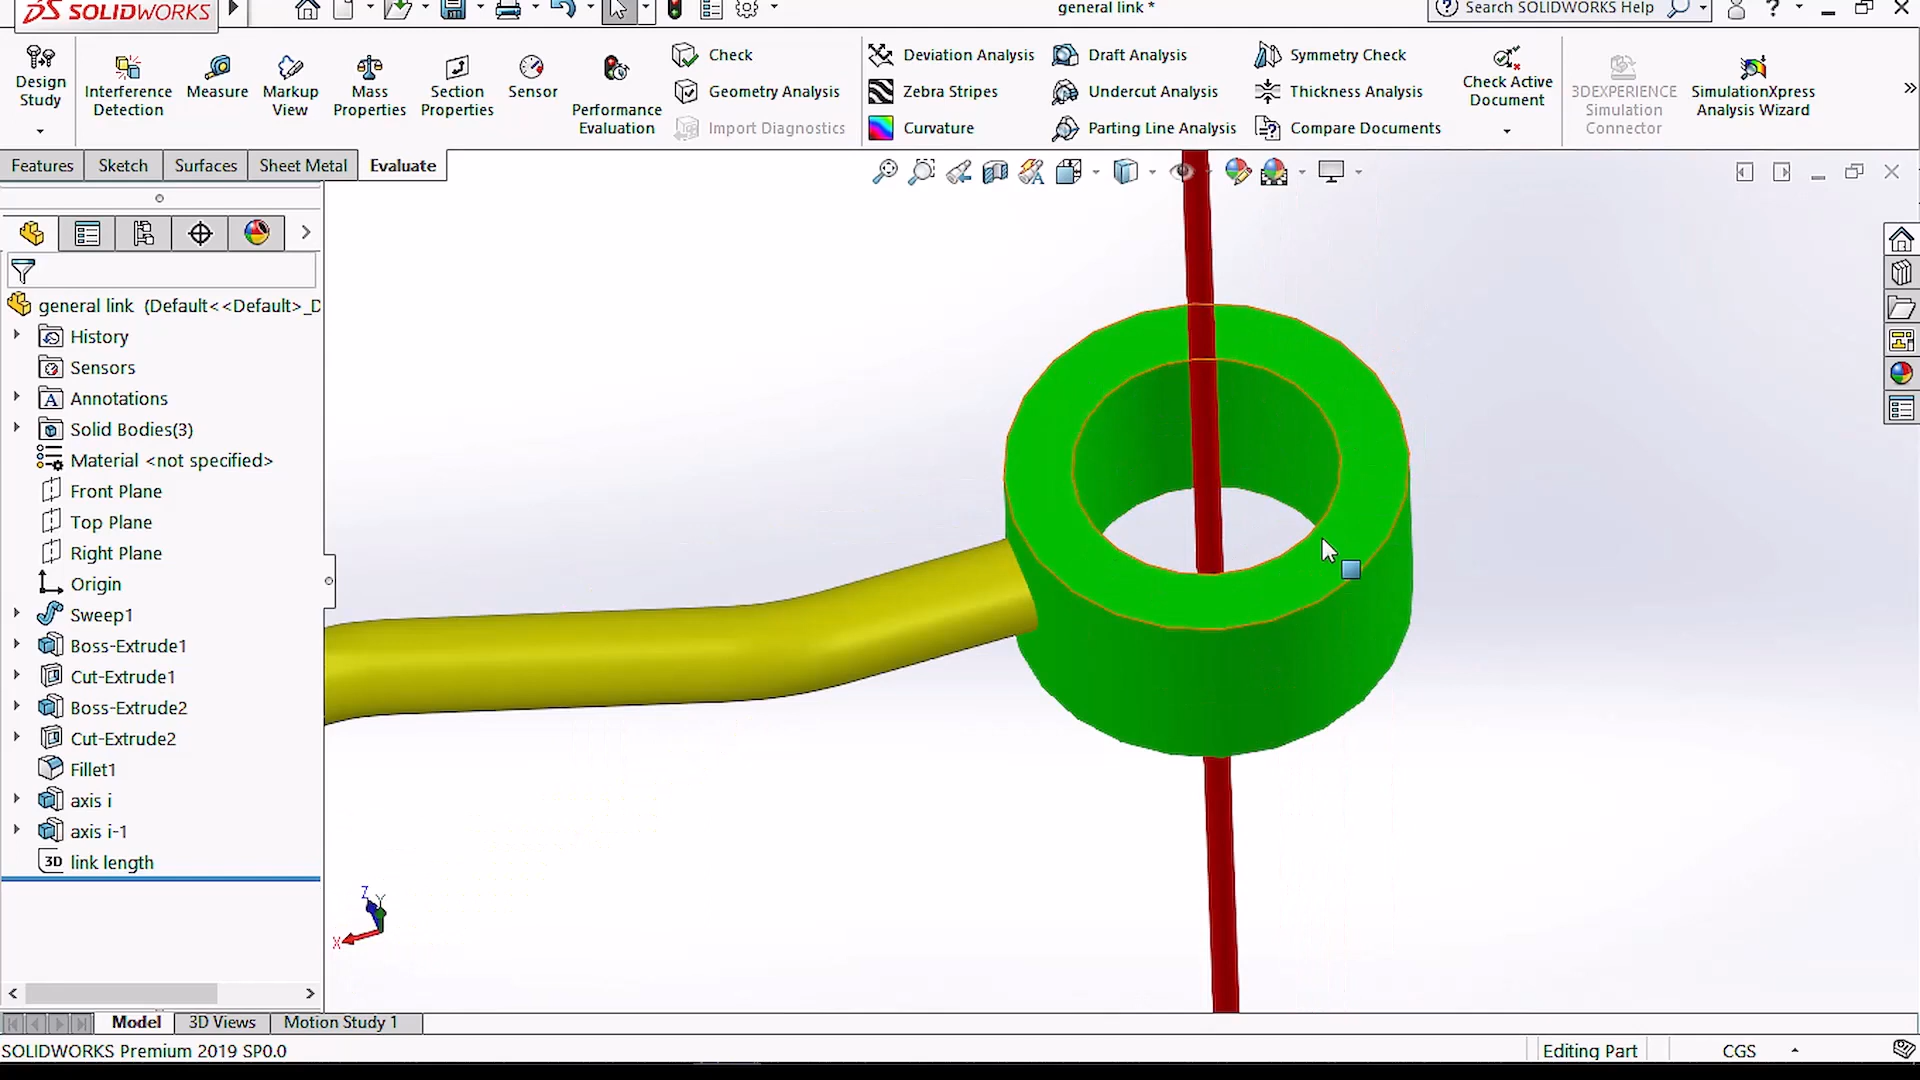 SOLIDWORKS
general link *
Search SOLIDWORKS Help
?
Design Study
Interference Detection
Measure
Markup View
Mass Properties
Section Properties
Sensor
Performance Evaluation
Check
Geometry Analysis
Import Diagnostics
Deviation Analysis
Zebra Stripes
Curvature
Draft Analysis
Undercut Analysis
Parting Line Analysis
Symmetry Check
Thickness Analysis
Compare Documents
Check Active Document
3DEXPERIENCE Simulation Connector
SimulationXpress Analysis Wizard
Features
Sketch
Surfaces
Sheet Metal
Evaluate
general link (Default<<Default>_D
History
Sensors
Annotations
Solid Bodies(3)
Material <not specified>
Front Plane
Top Plane
Right Plane
Origin
Sweep1
Boss-Extrude1
Cut-Extrude1
Boss-Extrude2
Cut-Extrude2
Fillet1
axis i
axis i-1
3D link length
Z
Y
X
Model
3D Views
Motion Study 1
SOLIDWORKS Premium 2019 SP0.0
Editing Part
CGS